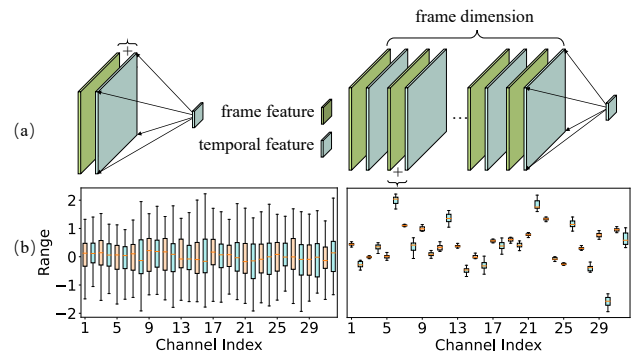 frame dimension
+
(a)
frame feature
temporal feature
...
+
(b)
Range
2
1
0
−1
−2
1 5 9 13 17 21 25 29
Channel Index
1 5 9 13 17 21 25 29
Channel Index